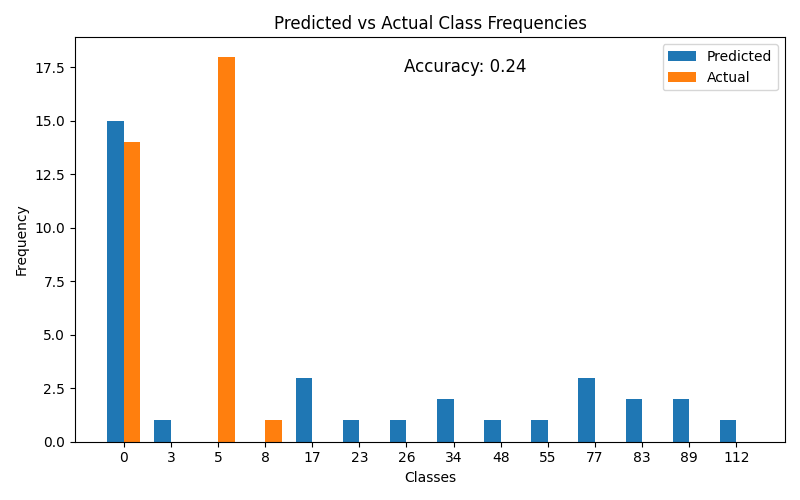 Predicted vs Actual Class Frequencies
Accuracy: 0.24
Predicted
Actual
17.5
15.0
12.5
10.0
7.5
5.0
2.5
0.0
Frequency
0 3 5 8 17 23 26 34 48 55 77 83 89 112
Classes